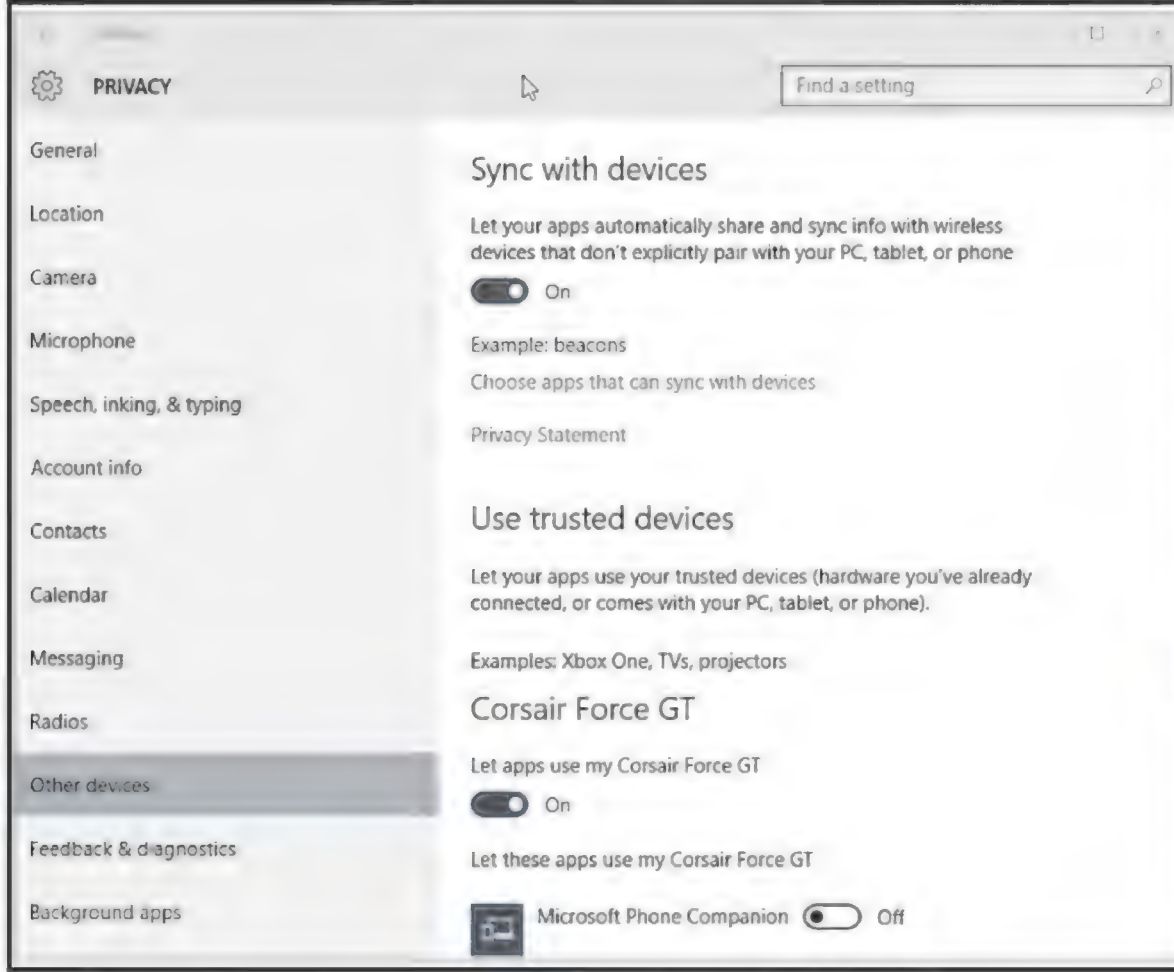 PRIVACY
Find a setting
General
Location
Camera
Microphone
Speech, inking, & typing
Account info
Contacts
Calendar
Messaging
Radios
Other devices
Feedback & diagnostics
Background apps
Sync with devices
Let your apps automatically share and sync info with wireless
devices that don't explicitly pair with your PC, tablet, or phone
On
Example: beacons
Choose apps that can sync with devices
Privacy Statement
Use trusted devices
Let your apps use your trusted devices (hardware you've already
connected, or comes with your PC, tablet, or phone).
Examples: Xbox One, TVs, projectors
Corsair Force GT
Let apps use my Corsair Force GT
On
Let these apps use my Corsair Force GT
Microsoft Phone Companion Off